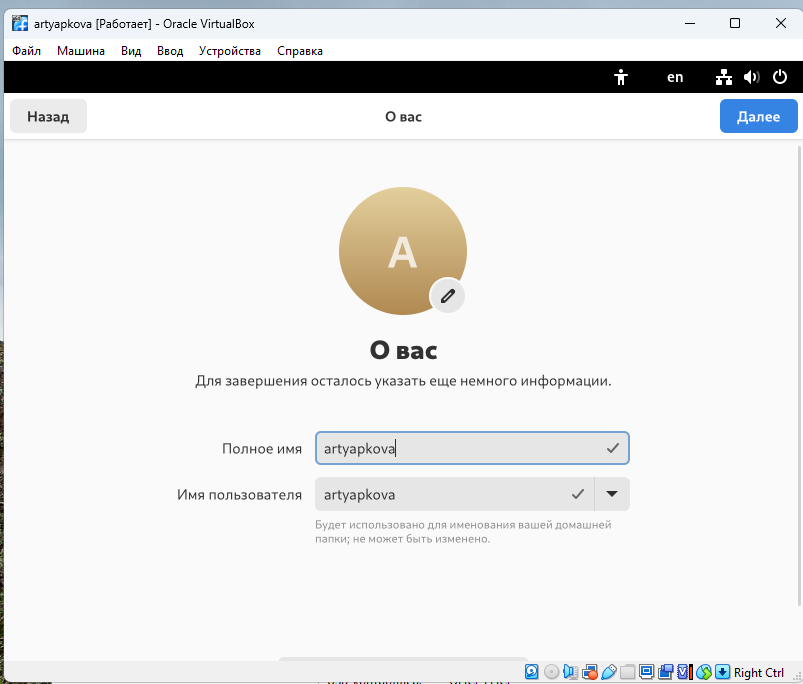 artyapkova [Работает] - Oracle VirtualBox
Файл Машина Вид Ввод Устройства Справка
en
Назад О вас Далее
A
О вас
Для завершения осталось указать еще немного информации.
Полное имя artyapkova
Имя пользователя artyapkova
Будет использовано для именования вашей домашней
папки; не может быть изменено.
Right Ctrl